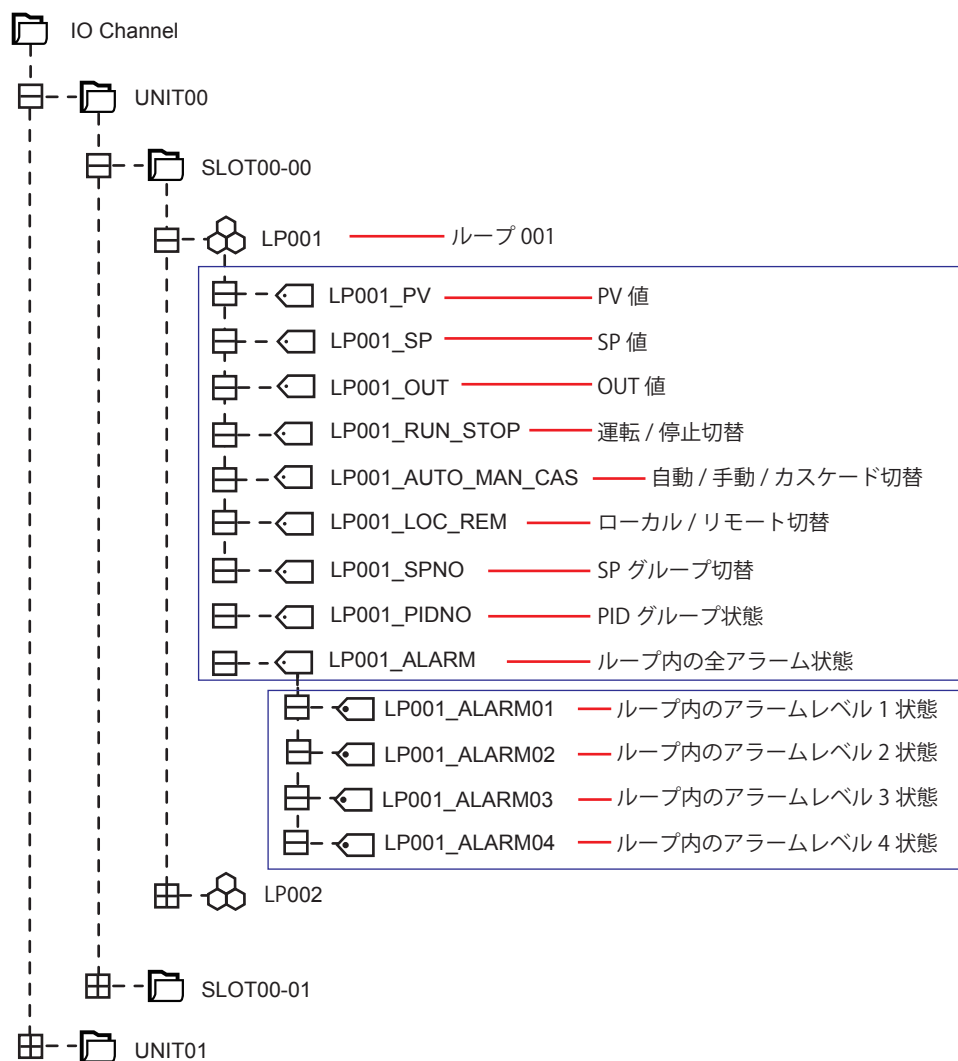 IO Channel
UNIT00
SLOT00-00
LP001 ループ 001
LP001_PV PV 値
LP001_SP SP 値
LP001_OUT OUT 値
LP001_RUN_STOP 運転 / 停止切替
LP001_AUTO_MAN_CAS 自動 / 手動 / カスケード切替
LP001_LOC_REM ローカル / リモート切替
LP001_SPNO SP グループ切替
LP001_PIDNO PID グループ状態
LP001_ALARM ループ内の全アラーム状態
LP001_ALARM01 ループ内のアラームレベル 1 状態
LP001_ALARM02 ループ内のアラームレベル 2 状態
LP001_ALARM03 ループ内のアラームレベル 3 状態
LP001_ALARM04 ループ内のアラームレベル 4 状態
LP002
SLOT00-01
UNIT01